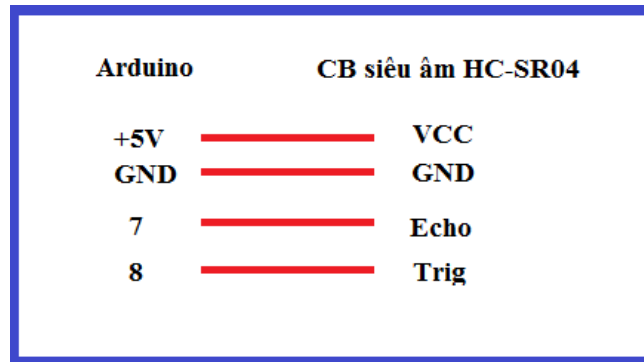 Arduino CB siêu âm HC-SR04
+5V VCC
GND GND
7 Echo
8 Trig